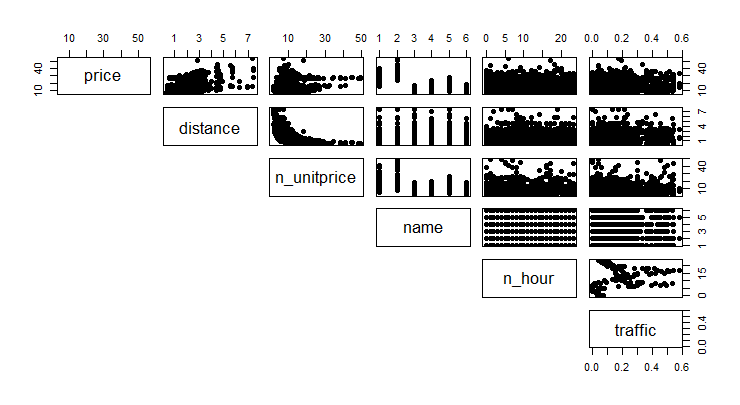 10 30 50 1 3 5 7 10 30 50 1 2 3 4 5 6 0 5 10 20 0.0 0.2 0.4 0.6
price 10 40
distance 1 4 7
n_unitprice 10 40
name 1 3 5
n_hour 0 15
traffic 0.0 0.4
0.0 0.2 0.4 0.6